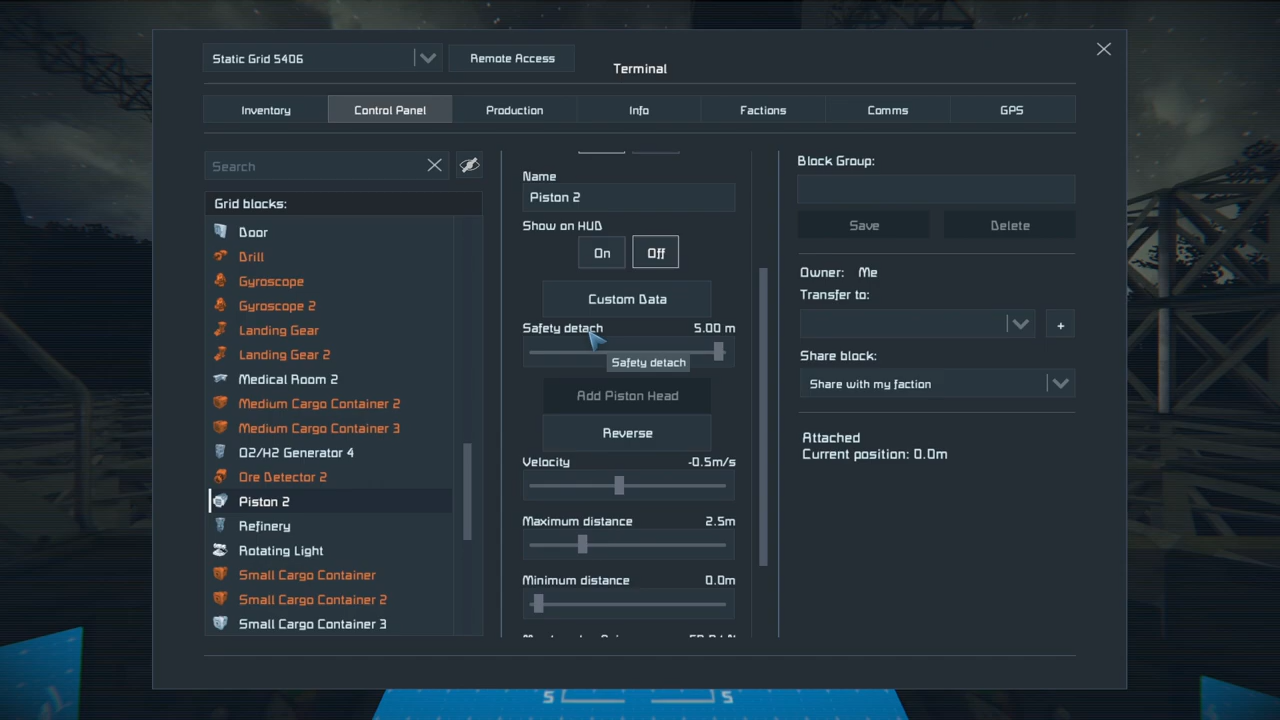 Static Grid 5406
Remote Access
Terminal
Inventory
Control Panel
Production
Info
Factions
Comms
GPS
Search
Grid blocks:
Door
Drill
Gyroscope
Gyroscope 2
Landing Gear
Landing Gear 2
Medical Room 2
Medium Cargo Container 2
Medium Cargo Container 3
O2/H2 Generator 4
Ore Detector 2
Piston 2
Refinery
Rotating Light
Small Cargo Container
Small Cargo Container 2
Small Cargo Container 3
Name
Piston 2
Show on HUD
On
Off
Custom Data
Safety detach 5.00 m
Safety detach
Add Piston Head
Reverse
Velocity -0.5m/s
Maximum distance 2.5m
Minimum distance 0.0m
Block Group:
Save
Delete
Owner: Me
Transfer to:
+
Share block:
Share with my faction
Attached
Current position: 0.0m
5 5